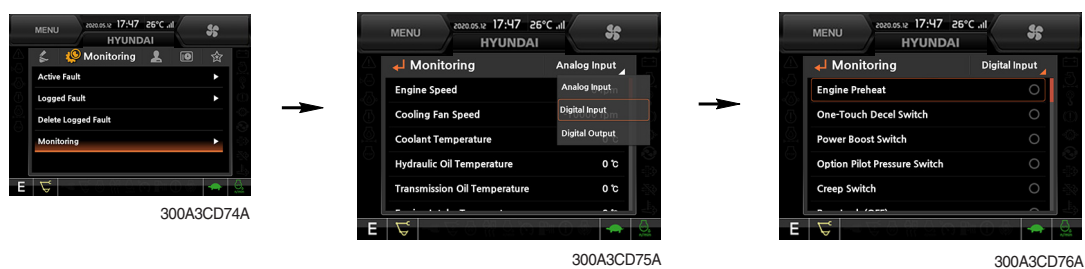 MENU
2020.05.12 17:47 26°C .ıl
HYUNDAI
Monitoring
Active Fault
Logged Fault
Delete Logged Fault
Monitoring
E
300A3CD74A
MENU
2020.05.12 17:47 26°C .ıl
HYUNDAI
Monitoring Analog Input
Engine Speed
Analog Input
Cooling Fan Speed
Digital Input
Coolant Temperature
Digital Output
Hydraulic Oil Temperature 0 ℃
Transmission Oil Temperature 0 ℃
E
300A3CD75A
MENU
2020.05.12 17:47 26°C .ıl
HYUNDAI
Monitoring Digital Input
Engine Preheat
One-Touch Decel Switch
Power Boost Switch
Option Pilot Pressure Switch
Creep Switch
E
300A3CD76A